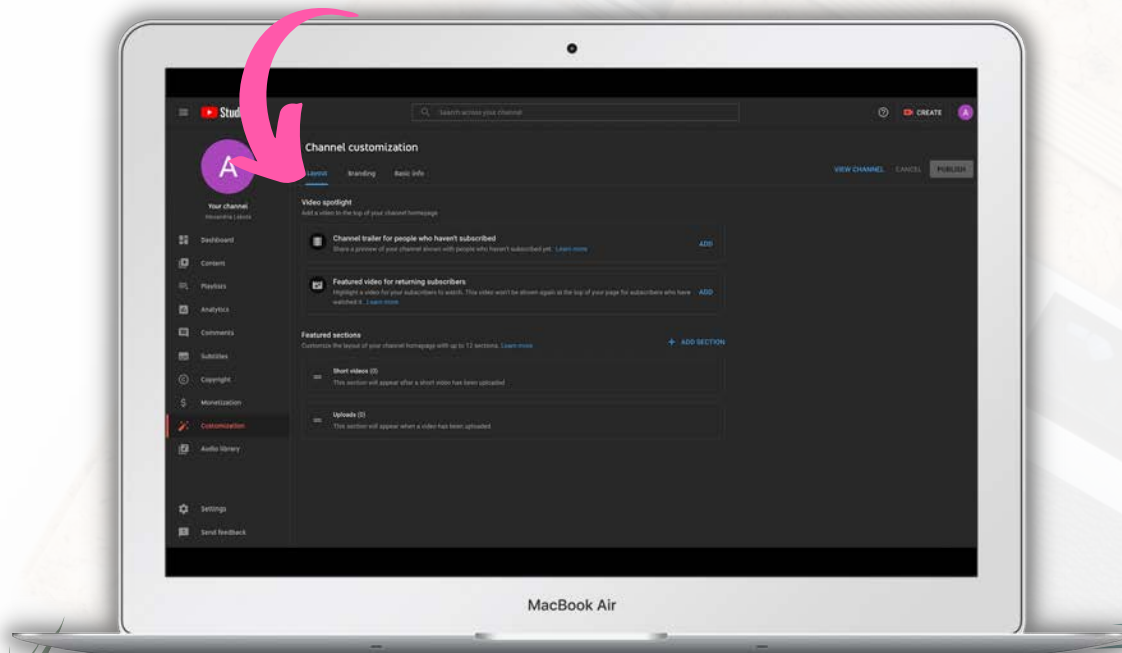 Stud
Search across your channel
CREATE
A
A
Channel customization
Layout
Branding
Basic info
VIEW CHANNEL
CANCEL
PUBLISH
Your channel
Video spotlight
Add a video to the top of your channel homepage
Channel trailer for people who haven't subscribed
Share a preview of your channel shown with people who haven't subscribed yet. Learn more
ADD
Featured video for returning subscribers
Highlight a video for your subscribers to watch. This video won't be shown again at the top of your page for subscribers who have
watched it. Learn more
ADD
Featured sections
Customize the layout of your channel homepage with up to 12 sections. Learn more
+ ADD SECTION
Short videos (0)
This section will appear after a short video has been uploaded
Uploads (0)
This section will appear when a video has been uploaded
Dashboard
Content
Playlists
Analytics
Comments
Subtitles
Copyright
Monetization
Customization
Audio library
Settings
Send feedback
MacBook Air